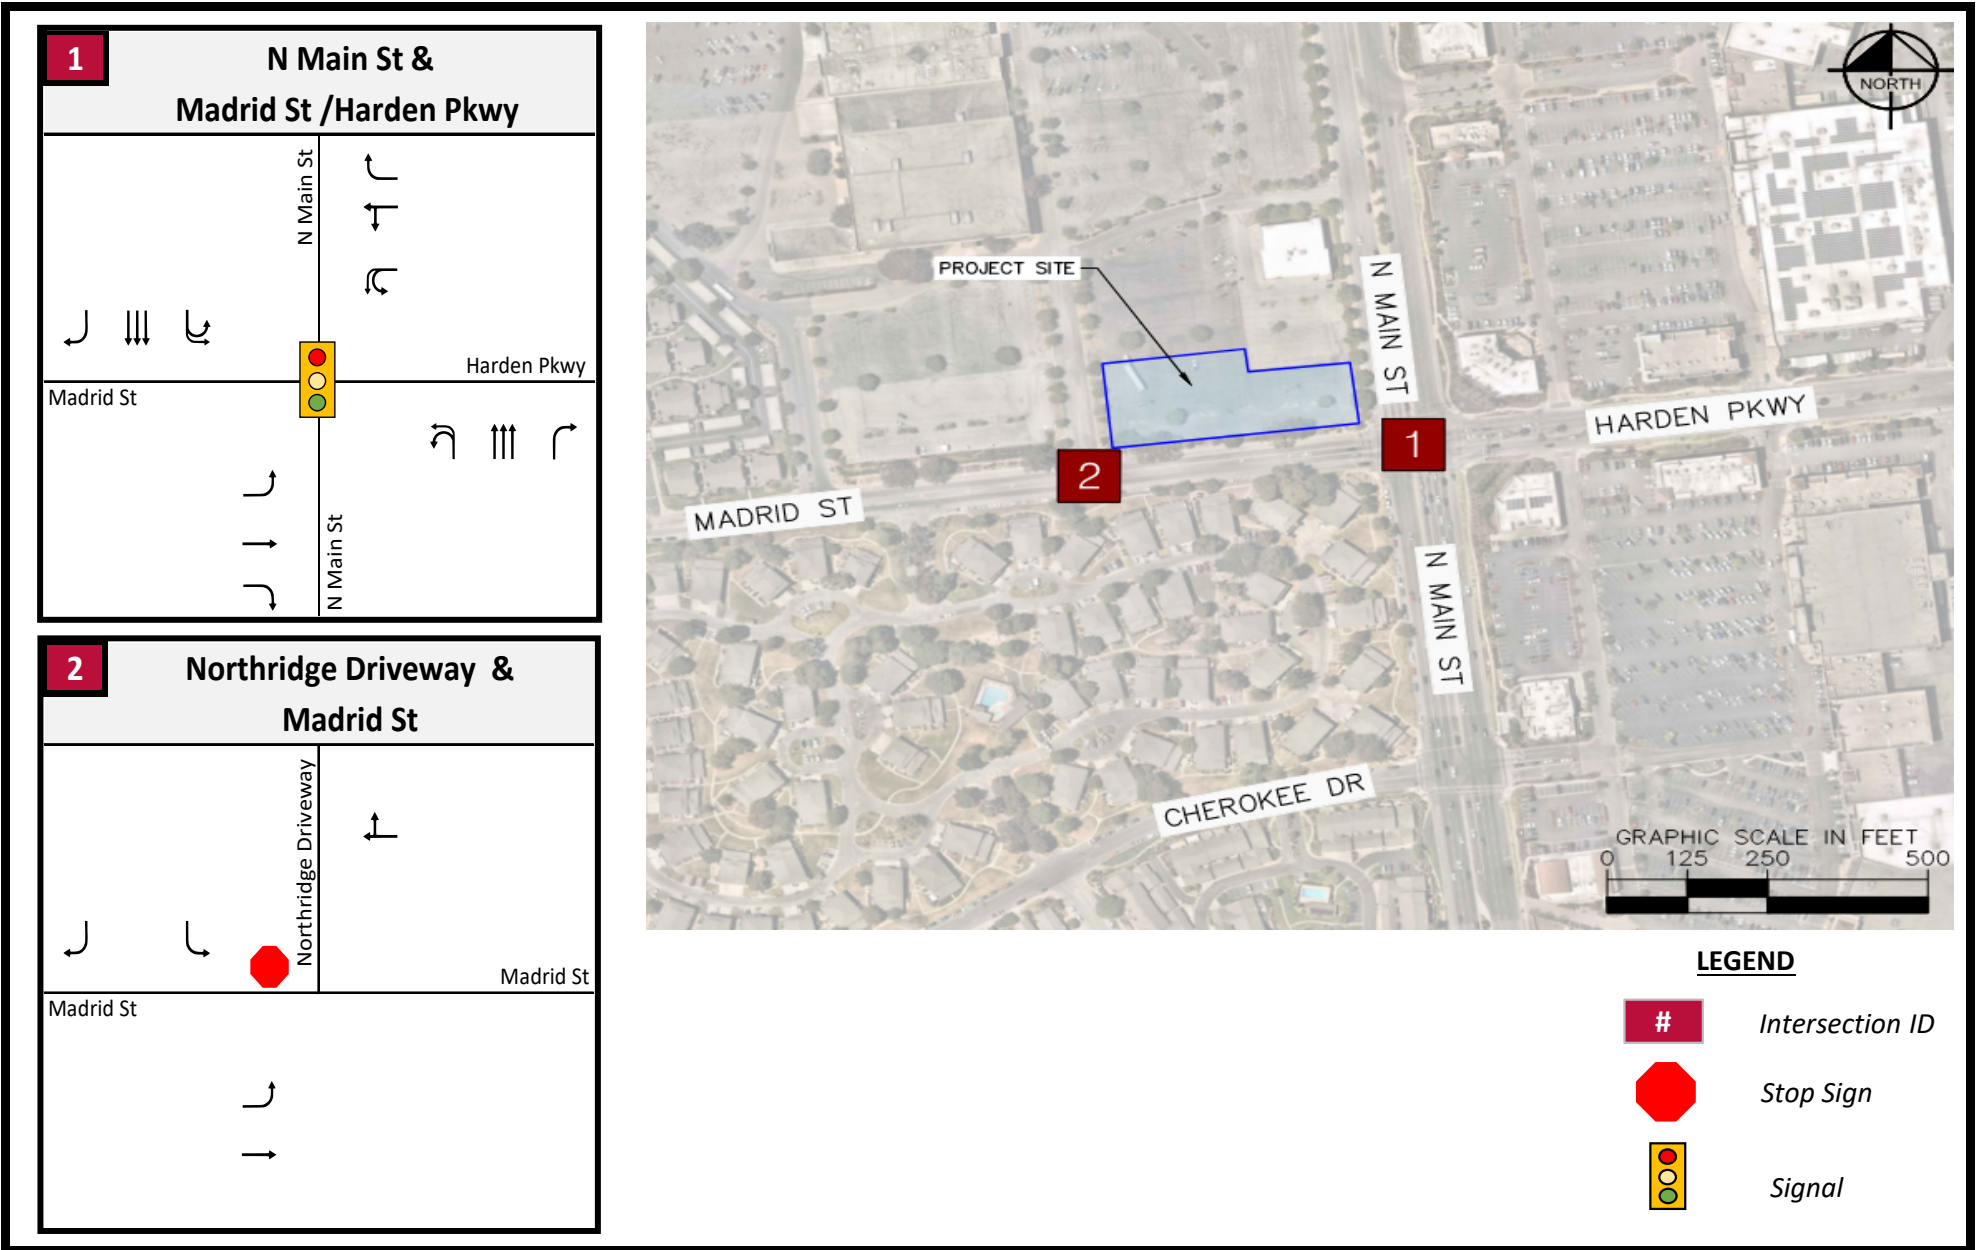 1
N Main St &
Madrid St /Harden Pkwy
N Main St
Harden Pkwy
Madrid St
N Main St
2
Northridge Driveway &
Madrid St
Northridge Driveway
Madrid St
Madrid St
NORTH
PROJECT SITE
N MAIN ST
HARDEN PKWY
1
2
MADRID ST
N MAIN ST
CHEROKEE DR
GRAPHIC SCALE IN FEET
0 125 250 500
LEGEND
# Intersection ID
Stop Sign
Signal